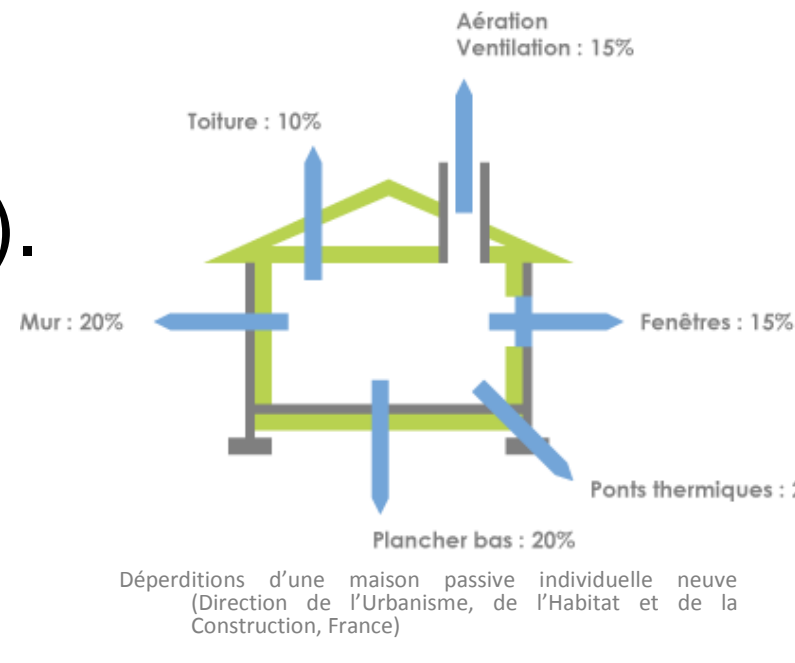 Aération
Ventilation : 15%
Toiture : 10%
).
Mur : 20%
Fenêtres : 15%
Ponts thermiques :
Plancher bas : 20%
Déperditions d’une maison passive individuelle neuve
(Direction de l’Urbanisme, de l’Habitat et de la
Construction, France)